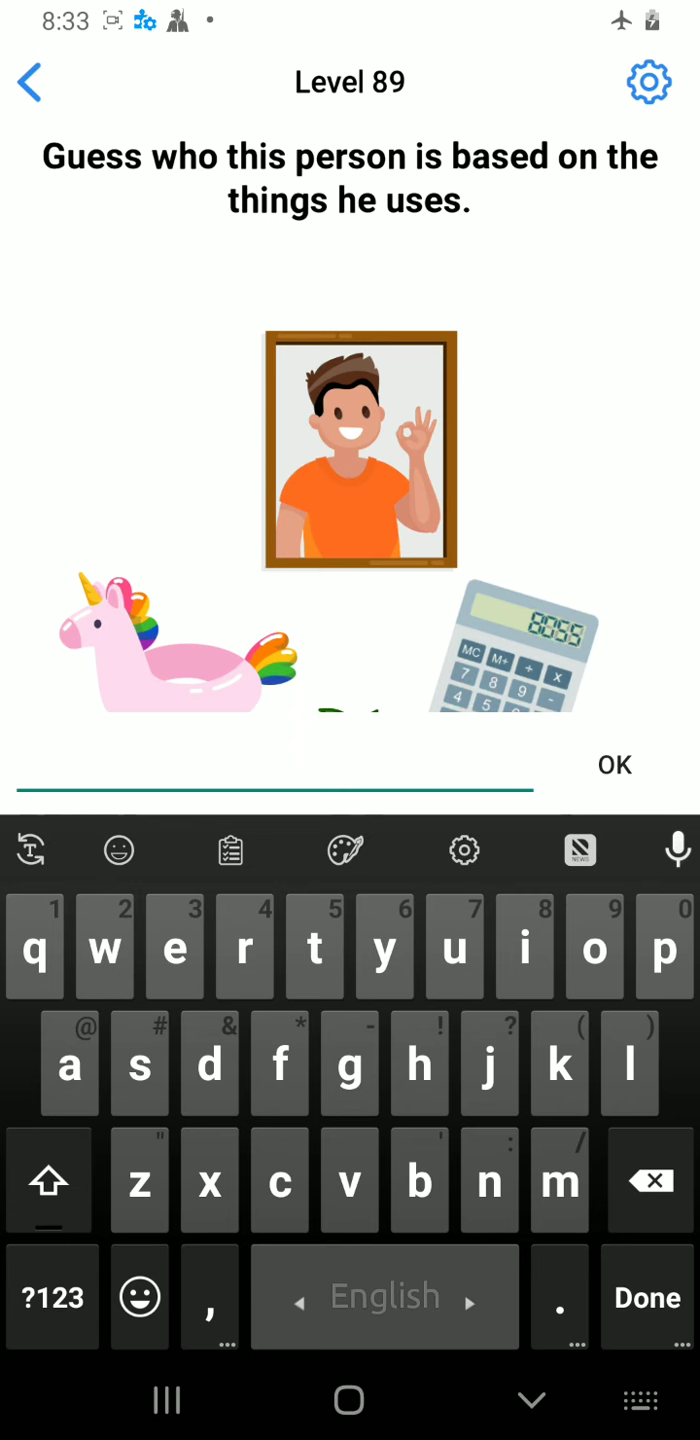 8:33
Level 89
Guess who this person is based on the
things he uses.
8055
MC M+ ÷ x
7 8 9 -
4 5
OK
NEWS
1 2 3 4 5 6 7 8 9 0
q w e r t y u i o p
@ # & * - ! ? ( )
a s d f g h j k l
" ' : /
z x c v b n m
?123 , English . Done